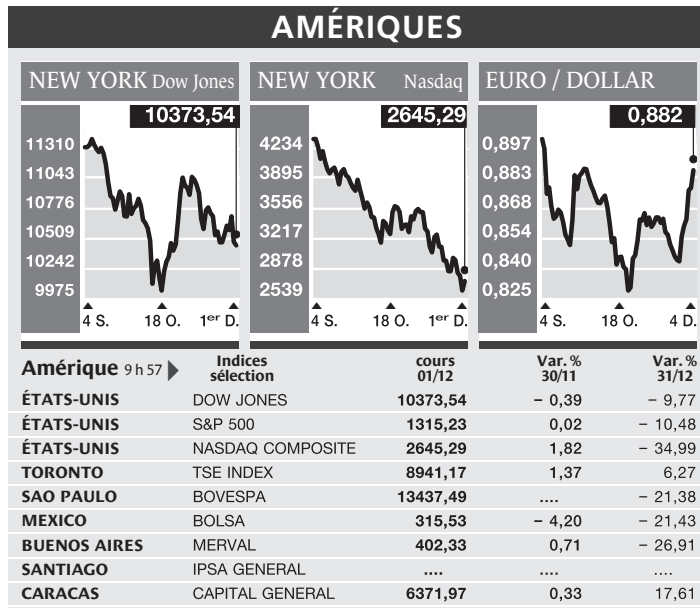 AMÉRIQUES
NEW YORK Dow Jones
10373,54
11310
11043
10776
10509
10242
9975
4 S. 18 O. 1er D.
NEW YORK Nasdaq
2645,29
4234
3895
3556
3217
2878
2539
4 S. 18 O. 1er D.
EURO / DOLLAR
0,882
0,897
0,883
0,868
0,854
0,840
0,825
4 S. 18 O. 4 D.
Amérique 9 h 57 Indices sélection cours 01/12 Var. % 30/11 Var. % 31/12
ÉTATS-UNIS DOW JONES 10373,54 – 0,39 – 9,77
ÉTATS-UNIS S&P 500 1315,23 0,02 – 10,48
ÉTATS-UNIS NASDAQ COMPOSITE 2645,29 1,82 – 34,99
TORONTO TSE INDEX 8941,17 1,37 6,27
SAO PAULO BOVESPA 13437,49 .... – 21,38
MEXICO BOLSA 315,53 – 4,20 – 21,43
BUENOS AIRES MERVAL 402,33 0,71 – 26,91
SANTIAGO IPSA GENERAL .... .... ....
CARACAS CAPITAL GENERAL 6371,97 0,33 17,61